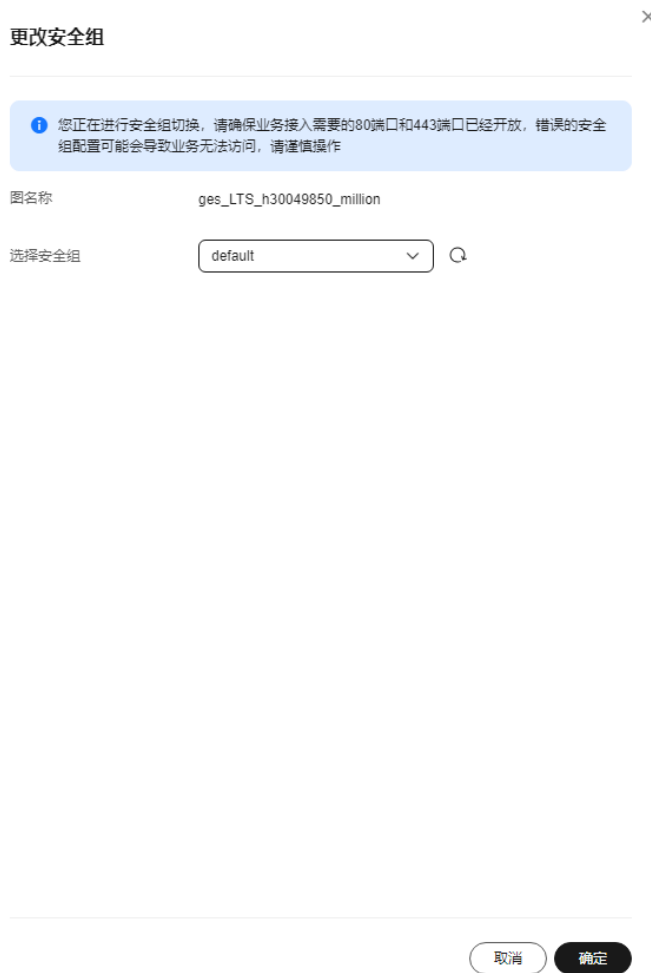 更改安全组
您正在进行安全组切换，请确保业务接入需要的80端口和443端口已经开放，错误的安全
组配置可能会导致业务无法访问，请谨慎操作
图名称 ges_LTS_h30049850_million
选择安全组 default
取消 确定